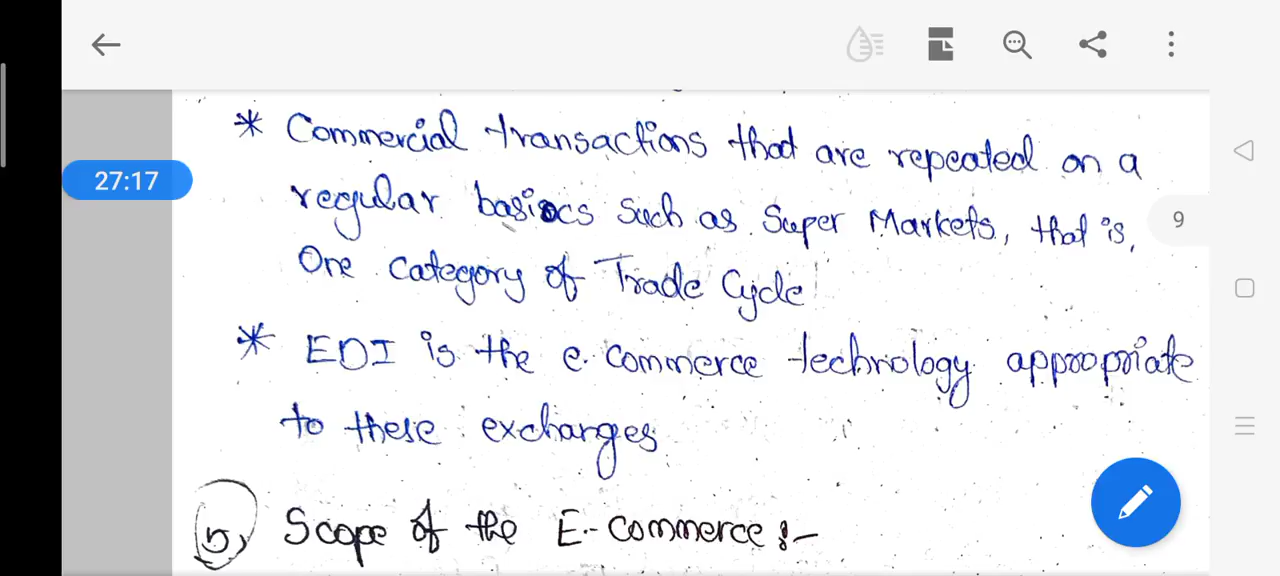 * Commercial transactions that are repeated on a
27:17
regular basics such as Super Markets, that is,
9
One Category of Trade Cycle
* EDI is the e-commerce technology appropriate
to these exchanges
5) Scope of the E-commerce :-